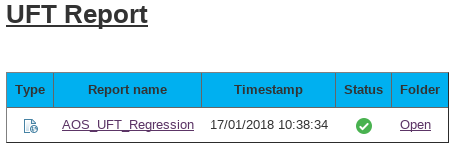 UFT Report
Type Report name Timestamp Status Folder
AOS_UFT_Regression 17/01/2018 10:38:34 Open